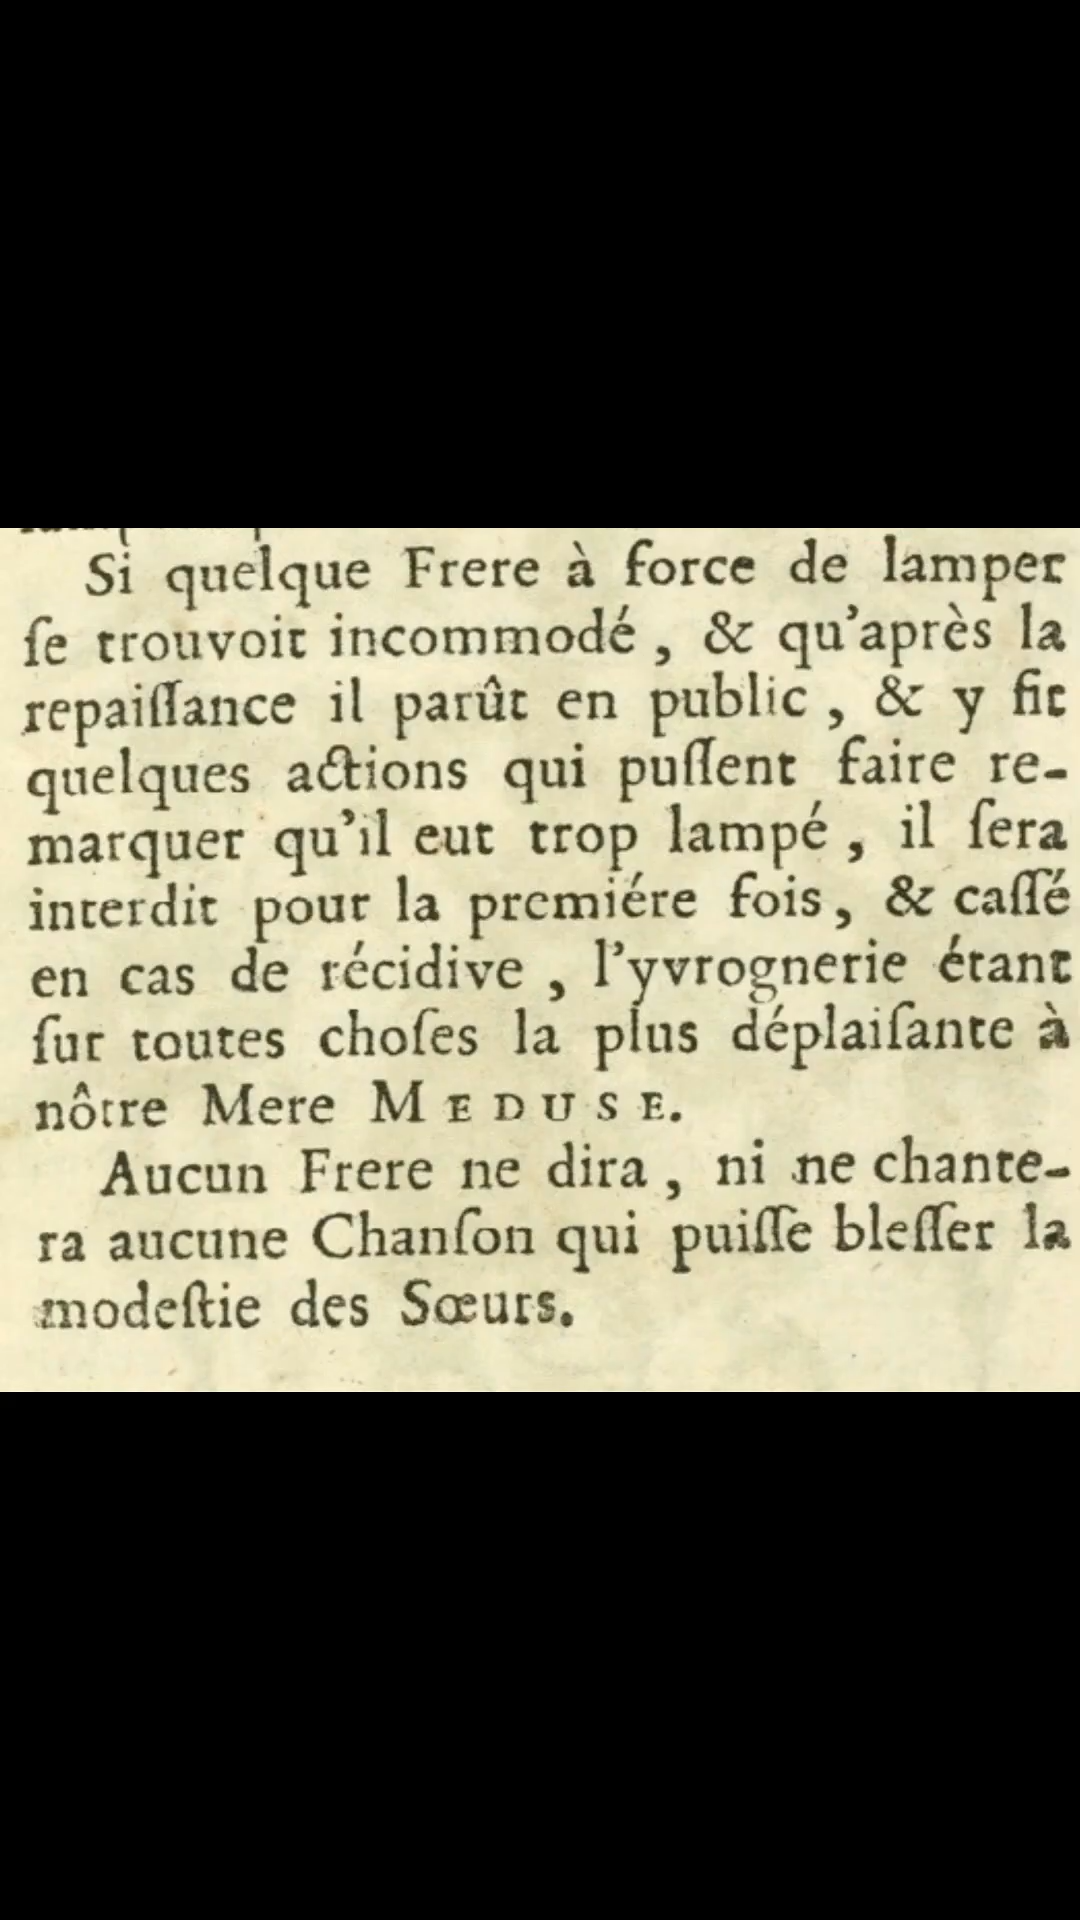 Si quelque Frere à force de lamper
ſe trouvoit incommodé, & qu'après la
repaiſſance il parût en public, & y fit
quelques actions qui puſſent faire re-
marquer qu'il eut trop lampé, il ſera
interdit pour la premiére fois, & caſſé
en cas de récidive, l'yvrognerie étant
ſur toutes choſes la plus déplaiſante à
nôtre Mere MEDUSE.
Aucun Frere ne dira, ni ne chante-
ra aucune Chanſon qui puiſſe bleſſer la
modeſtie des Sœurs.